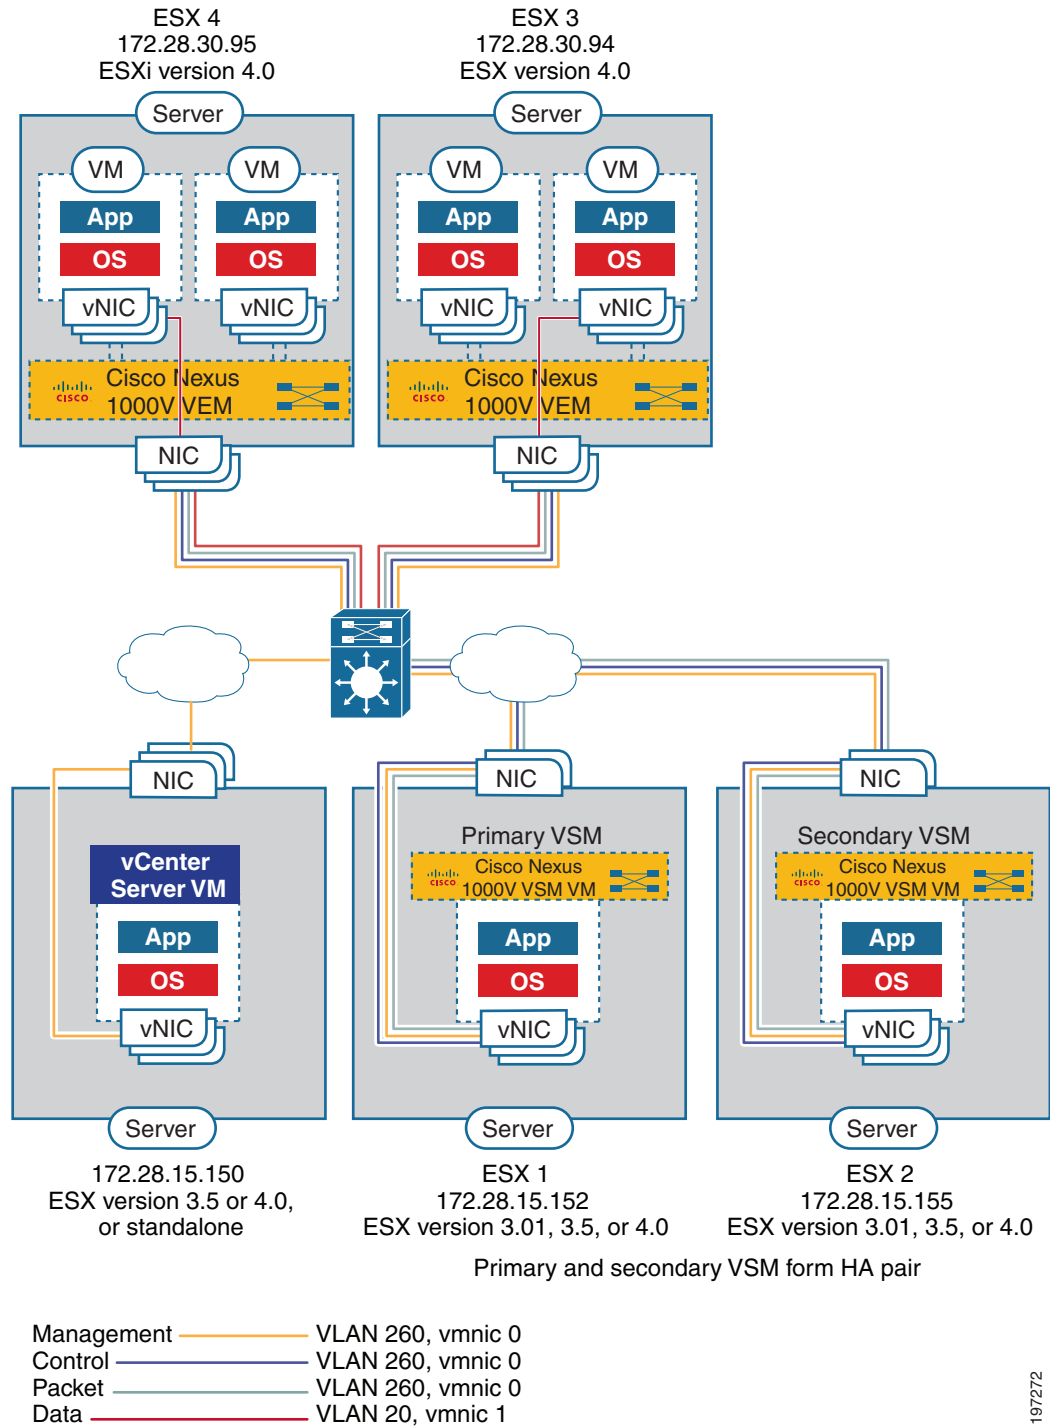 ESX 4
172.28.30.95
ESXi version 4.0
ESX 3
172.28.30.94
ESX version 4.0
Server
Server
VM
VM
VM
VM
App
App
App
App
OS
OS
OS
OS
vNIC
vNIC
vNIC
vNIC
CISCO
Cisco Nexus
1000V VEM
CISCO
Cisco Nexus
1000V VEM
NIC
NIC
NIC
NIC
NIC
vCenter
Server VM
App
OS
vNIC
Primary VSM
CISCO
Cisco Nexus
1000V VSM VM
App
OS
vNIC
Secondary VSM
CISCO
Cisco Nexus
1000V VSM VM
App
OS
vNIC
Server
Server
Server
172.28.15.150
ESX version 3.5 or 4.0,
or standalone
ESX 1
172.28.15.152
ESX version 3.01, 3.5, or 4.0
ESX 2
172.28.15.155
ESX version 3.01, 3.5, or 4.0
Primary and secondary VSM form HA pair
Management VLAN 260, vmnic 0
Control VLAN 260, vmnic 0
Packet VLAN 260, vmnic 0
Data VLAN 20, vmnic 1
197272